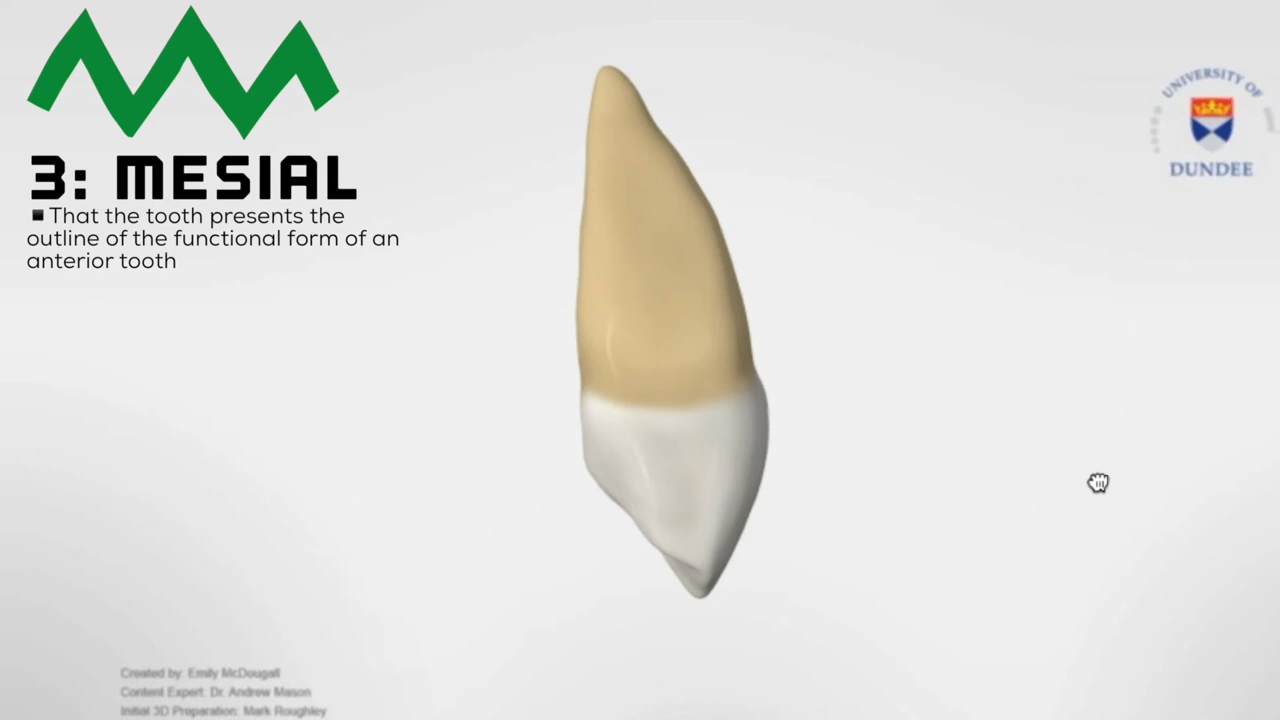 3: MESIAL
▪That the tooth presents the
outline of the functional form of an
anterior tooth
UNIVERSITY OF
DUNDEE
Created by: Emily McDougall
Content Expert: Dr. Andrew Mason
Initial 3D Preparation: Mark Roughley